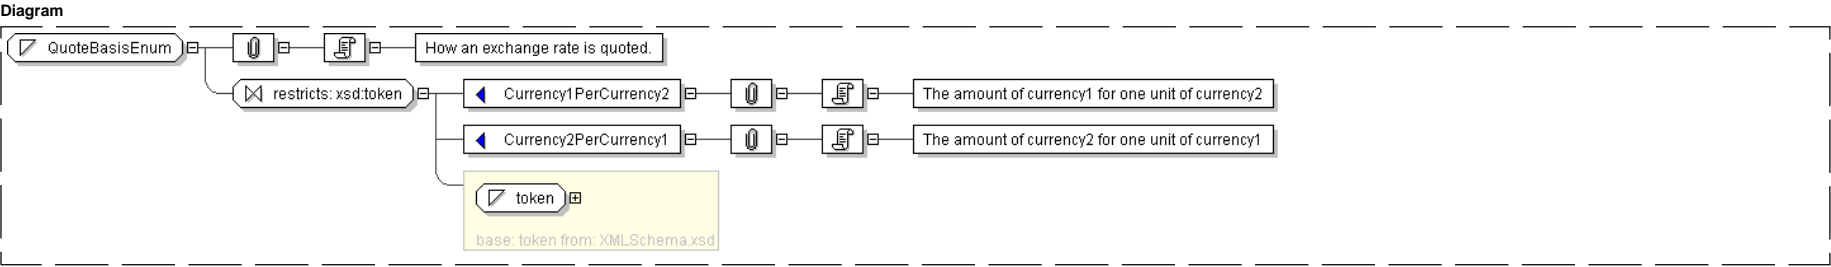 Diagram
QuoteBasisEnum How an exchange rate is quoted.
restricts: xsd:token Currency1PerCurrency2 The amount of currency1 for one unit of currency2
Currency2PerCurrency1 The amount of currency2 for one unit of currency1
token
base: token from: XMLSchema.xsd